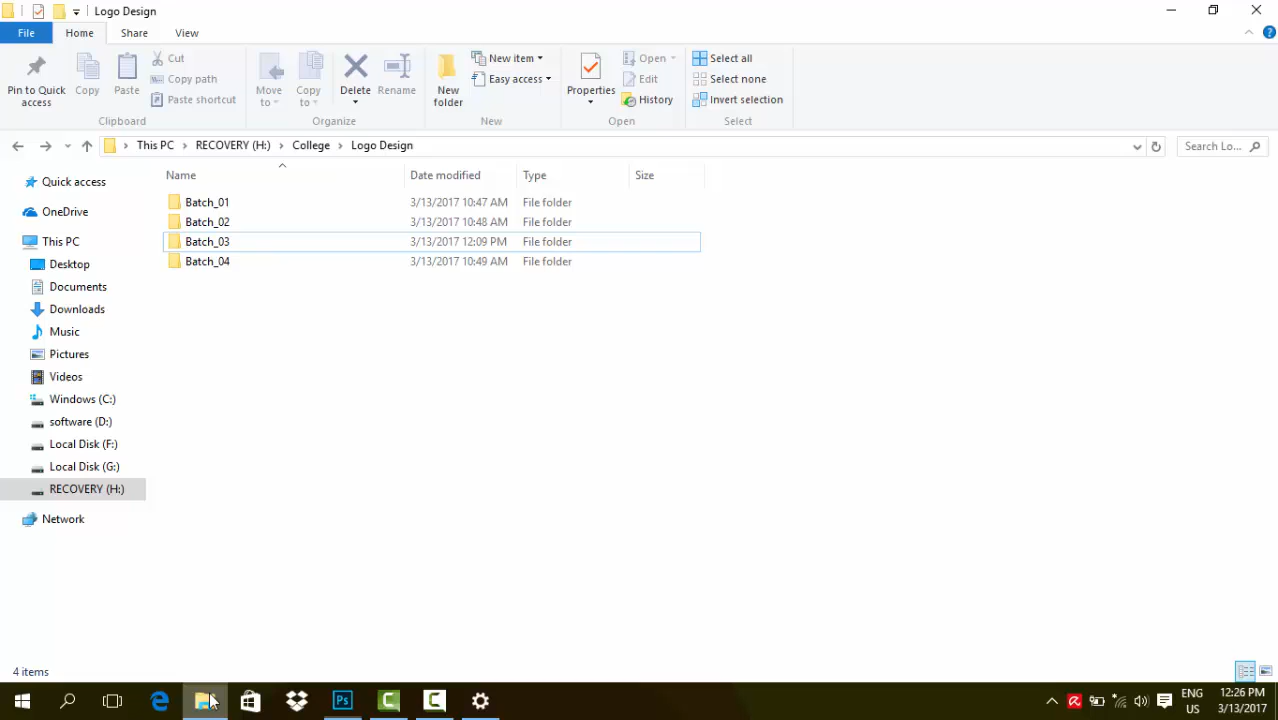 Logo Design
File Home Share View
Pin to Quick access
Copy
Paste
Cut
Copy path
Paste shortcut
Clipboard
Move to
Copy to
Delete
Rename
Organize
New folder
New item
Easy access
New
Properties
Open
Edit
History
Open
Select all
Select none
Invert selection
Select
This PC > RECOVERY (H:) > College > Logo Design
Search Lo...
Name Date modified Type Size
Batch_01 3/13/2017 10:47 AM File folder
Batch_02 3/13/2017 10:48 AM File folder
Batch_03 3/13/2017 12:09 PM File folder
Batch_04 3/13/2017 10:49 AM File folder
Quick access
OneDrive
This PC
Desktop
Documents
Downloads
Music
Pictures
Videos
Windows (C:)
software (D:)
Local Disk (F:)
Local Disk (G:)
RECOVERY (H:)
Network
4 items
Ps
ENG
US
12:26 PM
3/13/2017